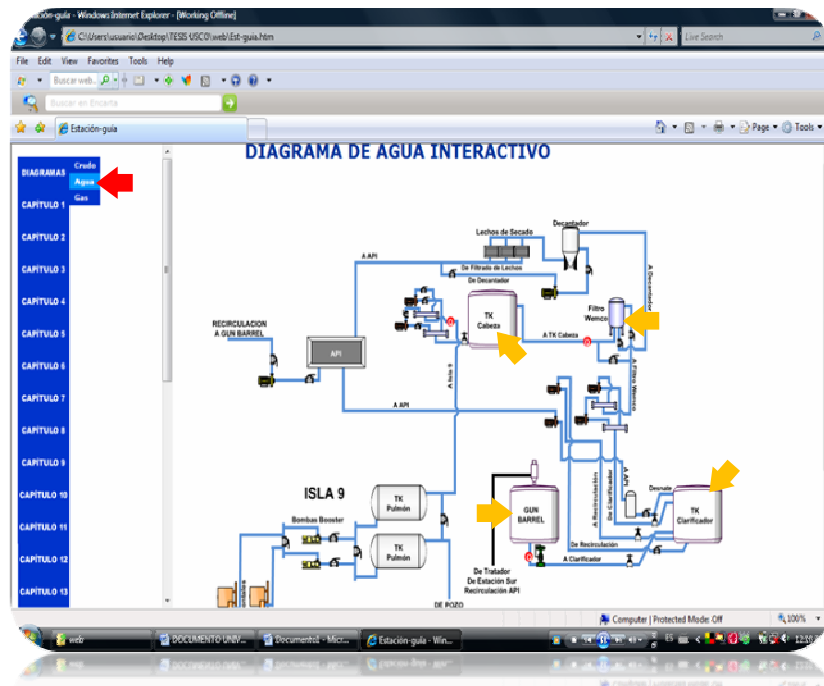 Estación-guía - Windows Internet Explorer - [Working Offline]
C:\Users\usuario\Desktop\TESIS USCO\web\Est-guia.htm
Live Search
File Edit View Favorites Tools Help
Buscar web..
Buscar en Encarta
Estación-guía
Page Tools
DIAGRAMA DE AGUA INTERACTIVO
DIAGRAMAS
Crudo
Agua
Gas
CAPÍTULO 1
CAPÍTULO 2
CAPÍTULO 3
CAPÍTULO 4
CAPÍTULO 5
CAPÍTULO 6
CAPÍTULO 7
CAPÍTULO 8
CAPÍTULO 9
CAPÍTULO 10
CAPÍTULO 11
CAPÍTULO 12
CAPÍTULO 13
Decantador
Lechos de Secado
A API
De Filtrado de Lechos
De Decantador
A Decantador
TK
Cabeza
Filtro
Wemco
RECIRCULACION
A GUN BARREL
API
A TK Cabeza
A Isla 9
A Filtro Wemco
A API
ISLA 9
Bombas Booster
TK
Pulmón
TK
Pulmón
GUN
BARREL
A Recirculación
De Clarificador
A API
Desnate
TK
Clarificador
De Recirculación
A Clarificador
De Tratador
De Estación Sur
Recirculación API
DE POZO
Computer | Protected Mode: Off
100%
web
DOCUMENTO UNIV...
Documento1 - Micr...
Estación-guía - Win...
ES